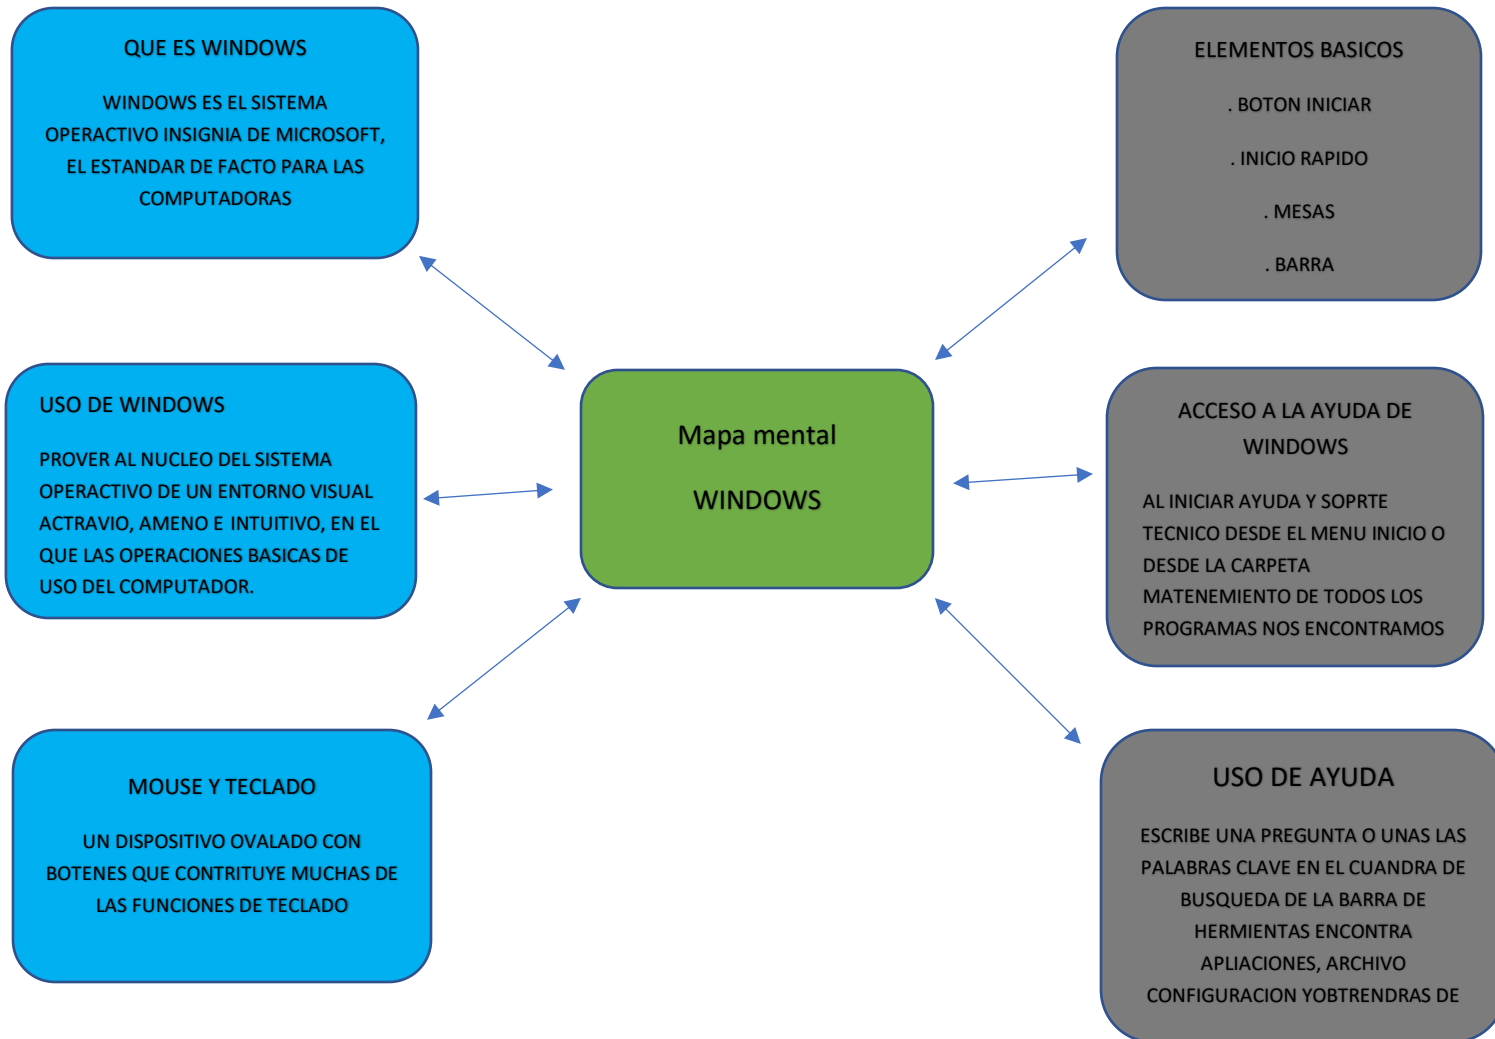 QUE ES WINDOWS
WINDOWS ES EL SISTEMA
OPERACTIVO INSIGNIA DE MICROSOFT,
EL ESTANDAR DE FACTO PARA LAS
COMPUTADORAS
USO DE WINDOWS
PROVER AL NUCLEO DEL SISTEMA
OPERACTIVO DE UN ENTORNO VISUAL
ACTRAVIO, AMENO E INTUITIVO, EN EL
QUE LAS OPERACIONES BASICAS DE
USO DEL COMPUTADOR.
MOUSE Y TECLADO
UN DISPOSITIVO OVALADO CON
BOTENES QUE CONTRITUYE MUCHAS DE
LAS FUNCIONES DE TECLADO
Mapa mental
WINDOWS
ELEMENTOS BASICOS
. BOTON INICIAR
. INICIO RAPIDO
. MESAS
. BARRA
ACCESO A LA AYUDA DE
WINDOWS
AL INICIAR AYUDA Y SOPRTE
TECNICO DESDE EL MENU INICIO O
DESDE LA CARPETA
MATENEMIENTO DE TODOS LOS
PROGRAMAS NOS ENCONTRAMOS
USO DE AYUDA
ESCRIBE UNA PREGUNTA O UNAS LAS
PALABRAS CLAVE EN EL CUANDRA DE
BUSQUEDA DE LA BARRA DE
HERMIENTAS ENCONTRA
APLIACIONES, ARCHIVO
CONFIGURACION YOBTRENDRAS DE